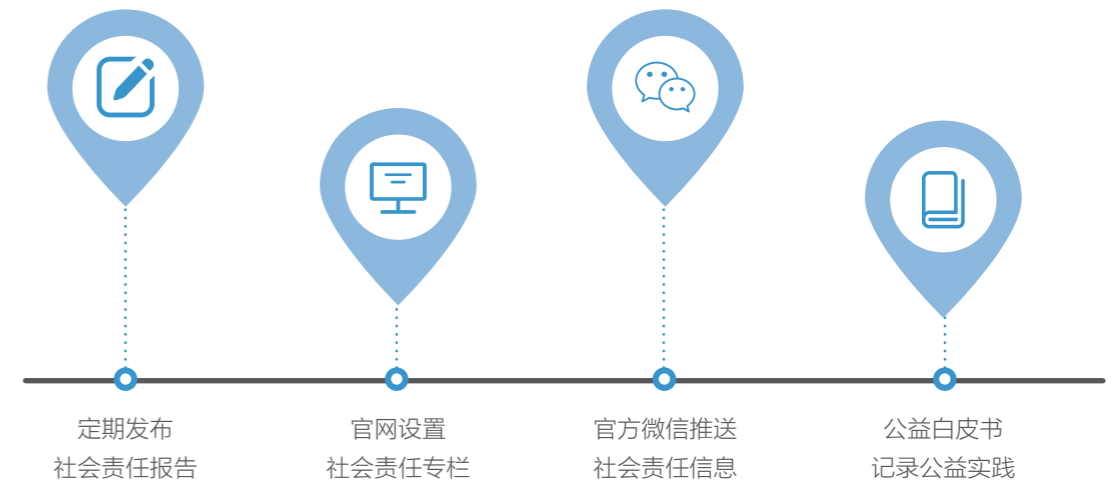 定期发布
社会责任报告
官网设置
社会责任专栏
官方微信推送
社会责任信息
公益白皮书
记录公益实践